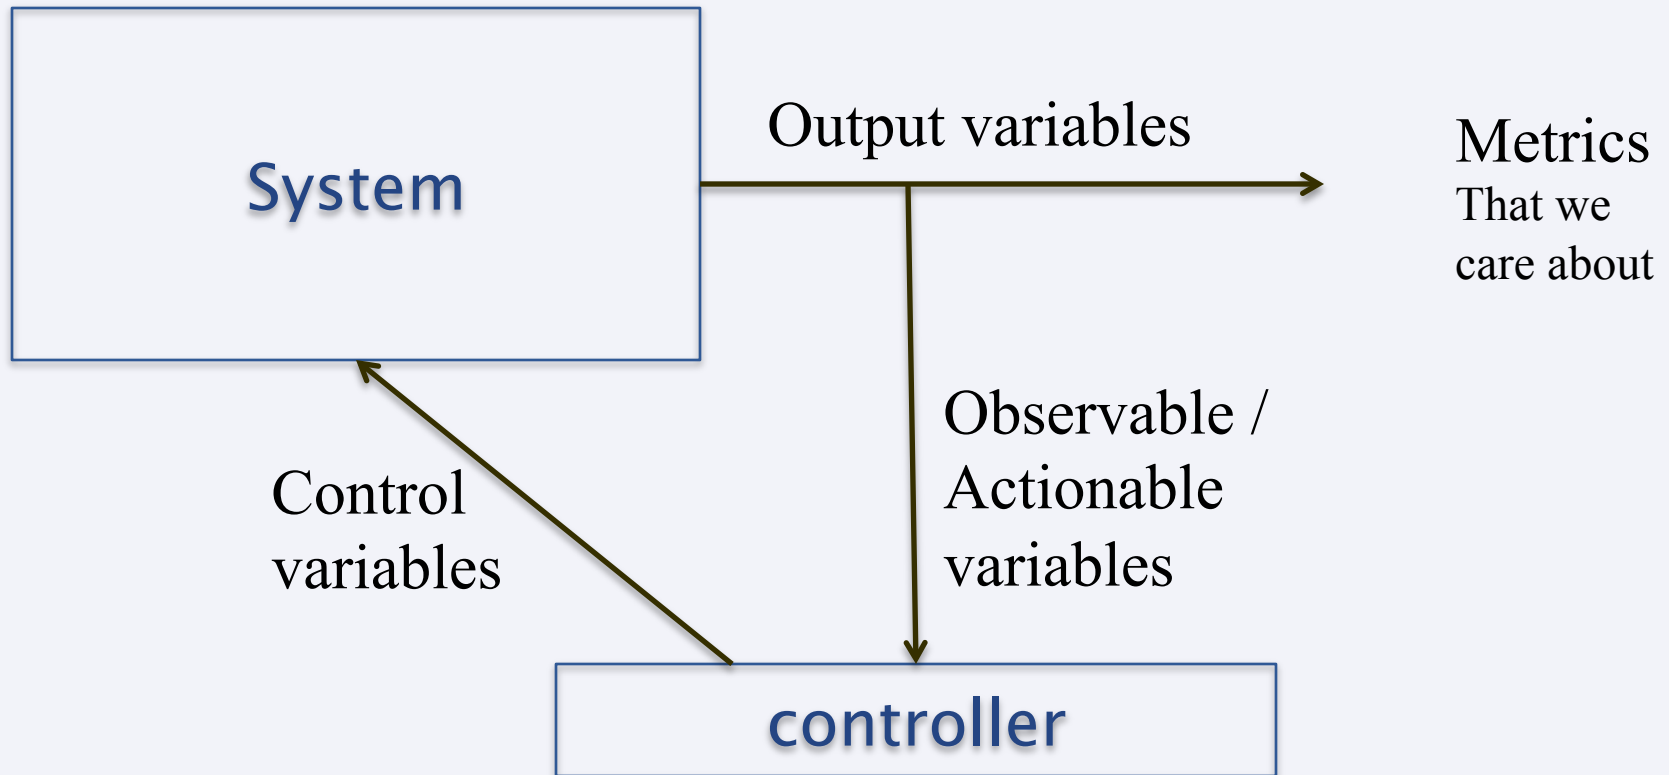 System
Output variables
Metrics
That we
care about
Observable /
Actionable
variables
Control
variables
controller